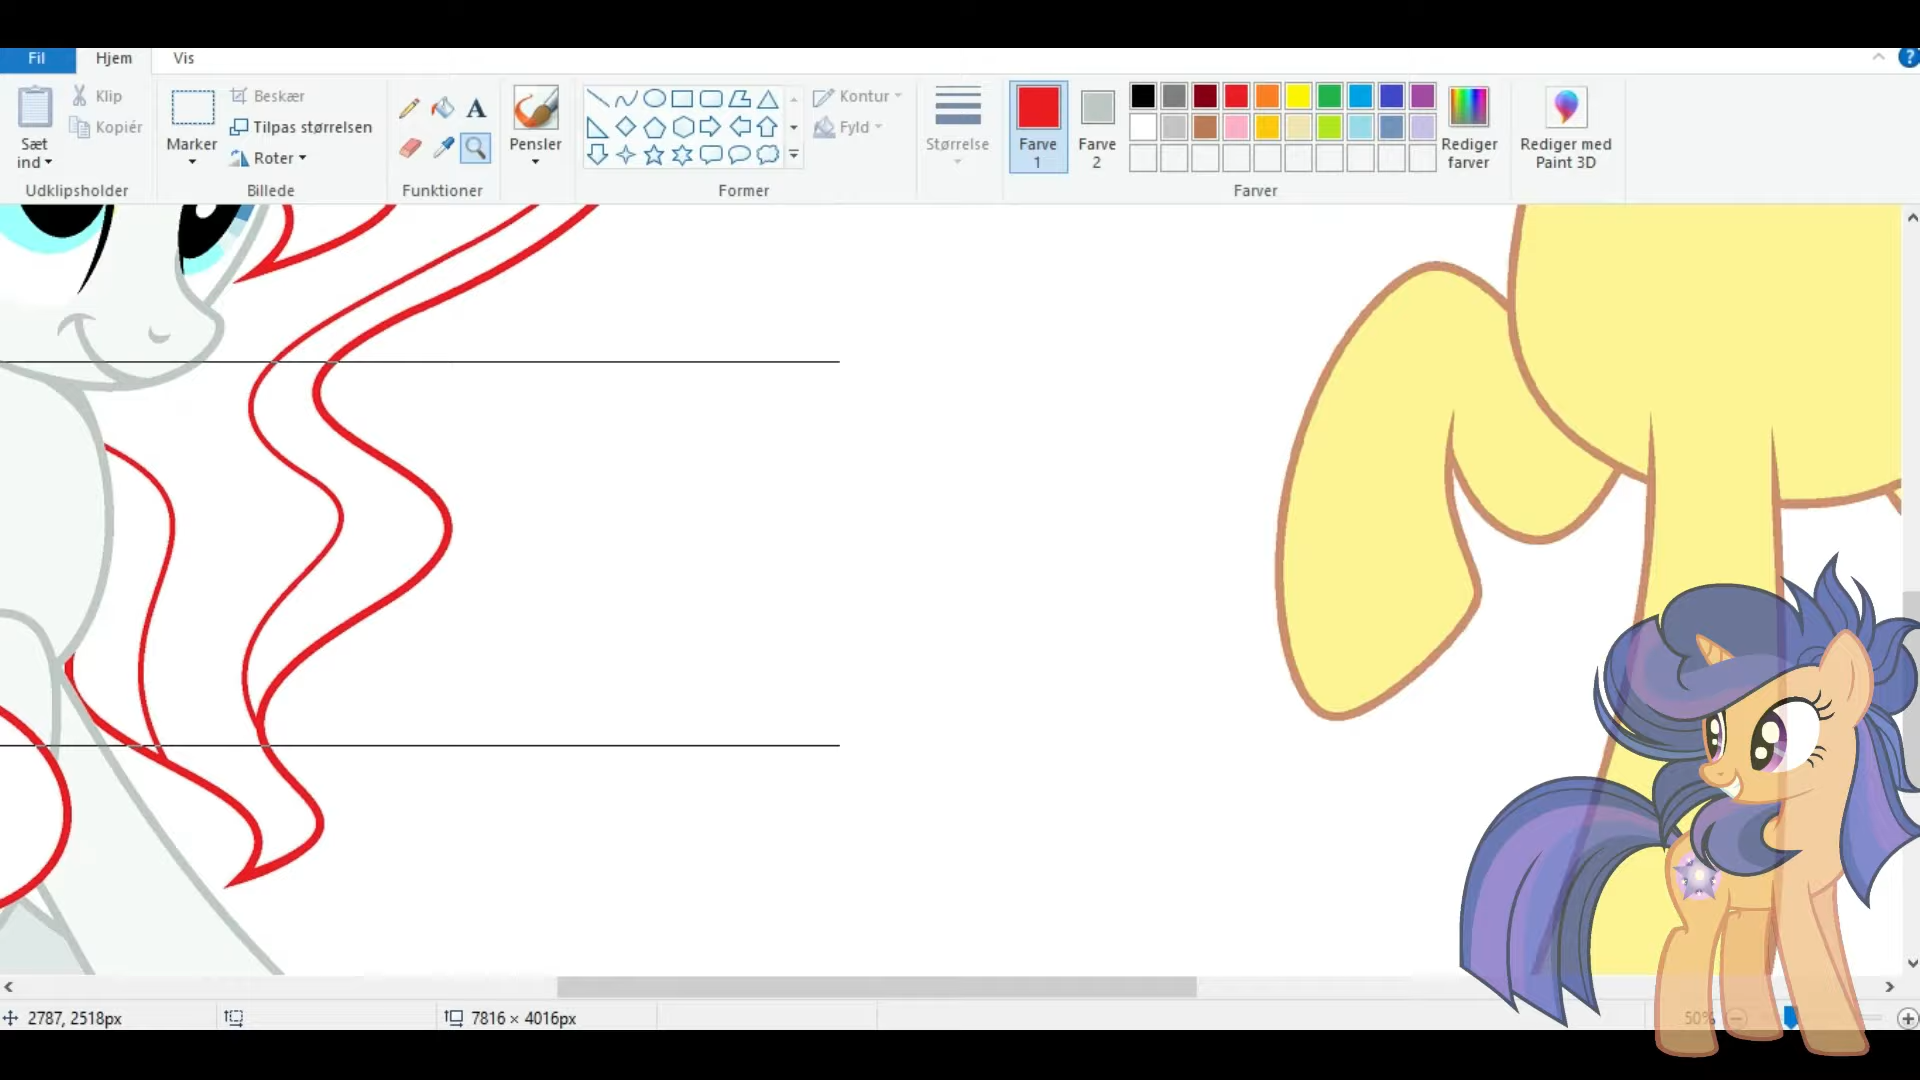 Fil Hjem Vis
Sæt ind
Klip
Kopiér
Udklipsholder
Marker
Beskær
Tilpas størrelsen
Roter
Billede
A
Funktioner
Pensler
Former
Kontur
Fyld
Størrelse
Farve 1
Farve 2
Rediger farver
Farver
Rediger med Paint 3D
?
2787, 2518px
7816 × 4016px
50%